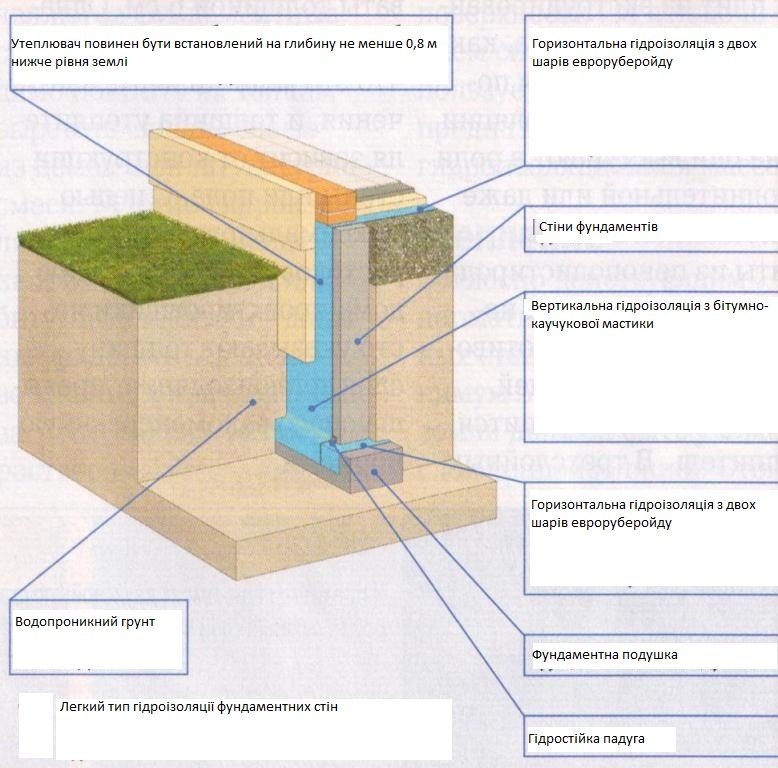 Утеплювач повинен бути встановлений на глибину не менше 0,8 м
нижче рівня землі
Горизонтальна гідроізоляція з двох
шарів евроруберойду
Стіни фундаментів
Вертикальна гідроізоляція з бітумно-
каучукової мастики
Горизонтальна гідроізоляція з двох
шарів евроруберойду
Водопроникний грунт
Фундаментна подушка
Легкий тип гідроізоляції фундаментних стін
Гідростійка падуга